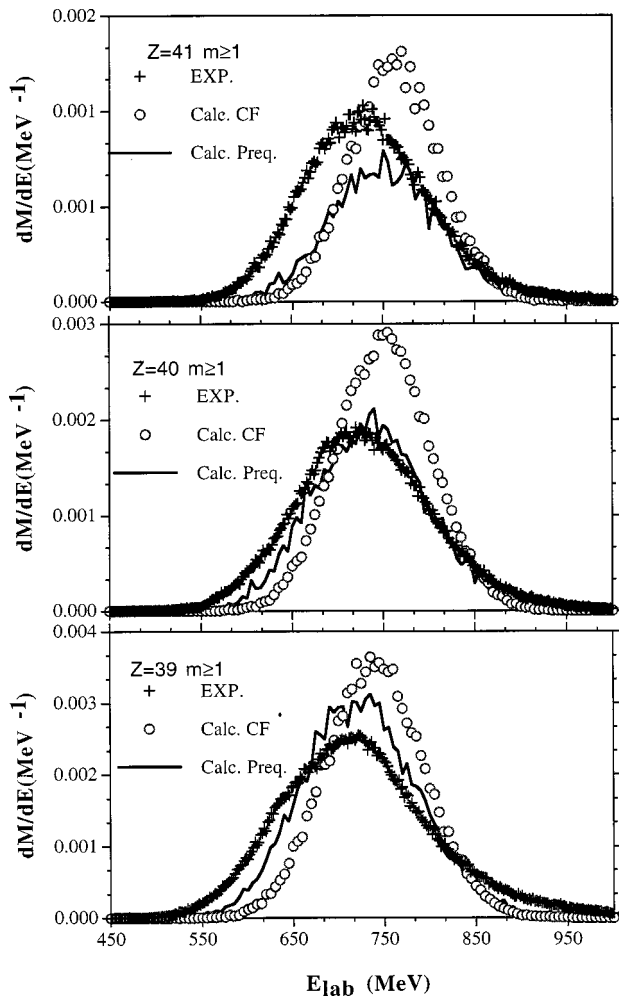 0.002
Z=41 m≥1
EXP.
Calc. CF
Calc. Preq.
0.001
0.001
0.000
dM/dE(MeV -1)
0.003
Z=40 m≥1
EXP.
Calc. CF
Calc. Preq.
0.002
0.001
0.000
dM/dE(MeV -1)
0.004
Z=39 m≥1
EXP.
Calc. CF
Calc. Preq.
0.003
0.002
0.001
0.000
dM/dE(MeV -1)
450 550 650 750 850 950
Elab (MeV)